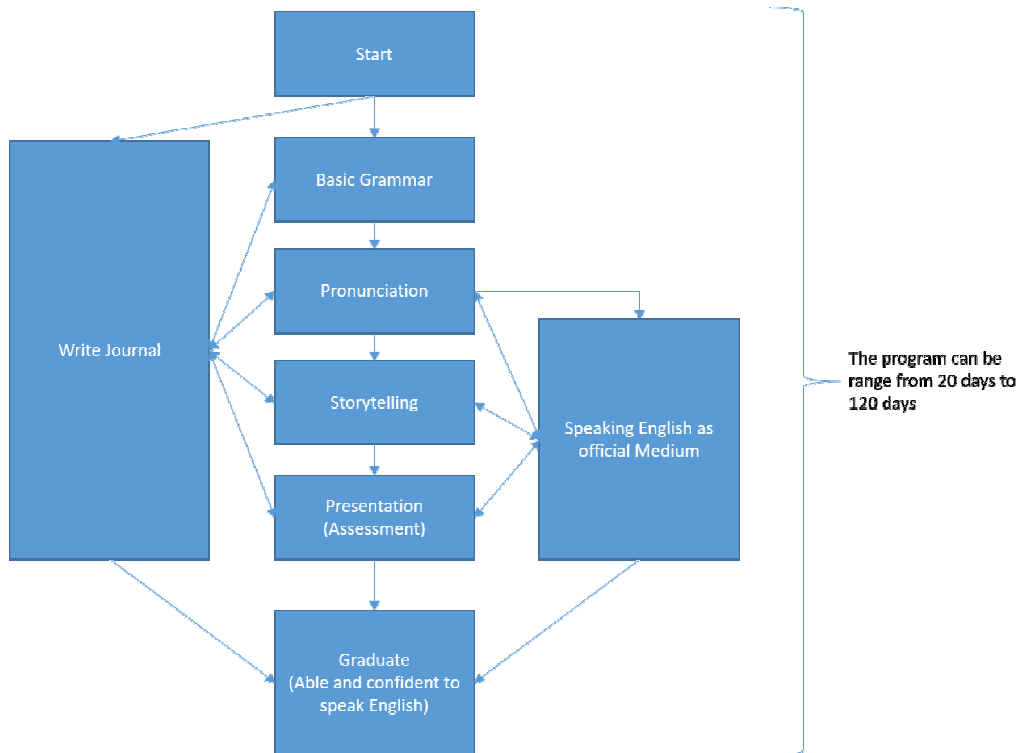 Start
Basic Grammar
Pronunciation
Write Journal
Storytelling
Speaking English as
official Medium
Presentation
(Assessment)
Graduate
(Able and confident to
speak English)
The program can be
range from 20 days to
120 days